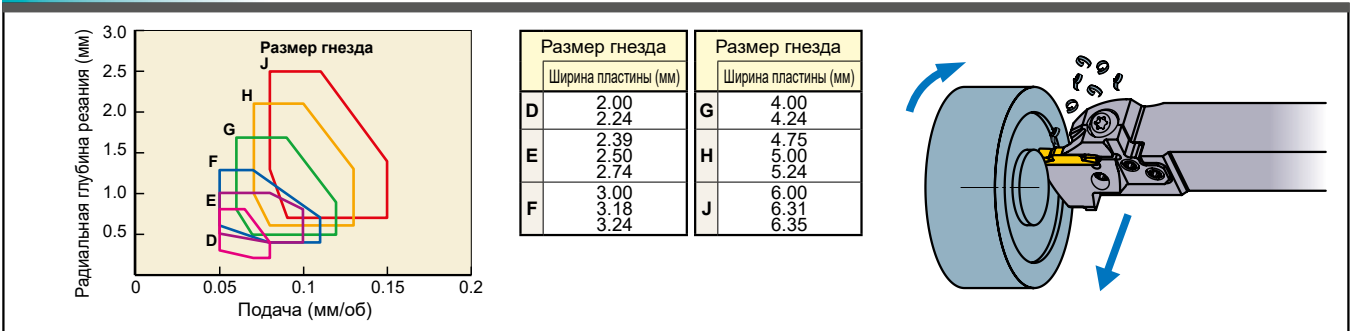 Радиальная глубина резания (мм)
3.0
2.5
2.0
1.5
1.0
0.5
0
0.05
0.1
0.15
0.2
Подача (мм/об)
Размер гнезда
J
H
G
F
E
D
Размер гнезда
Ширина пластины (мм)
D
2.00
2.24
E
2.39
2.50
2.74
F
3.00
3.18
3.24
Размер гнезда
Ширина пластины (мм)
G
4.00
4.24
H
4.75
5.00
5.24
J
6.00
6.31
6.35